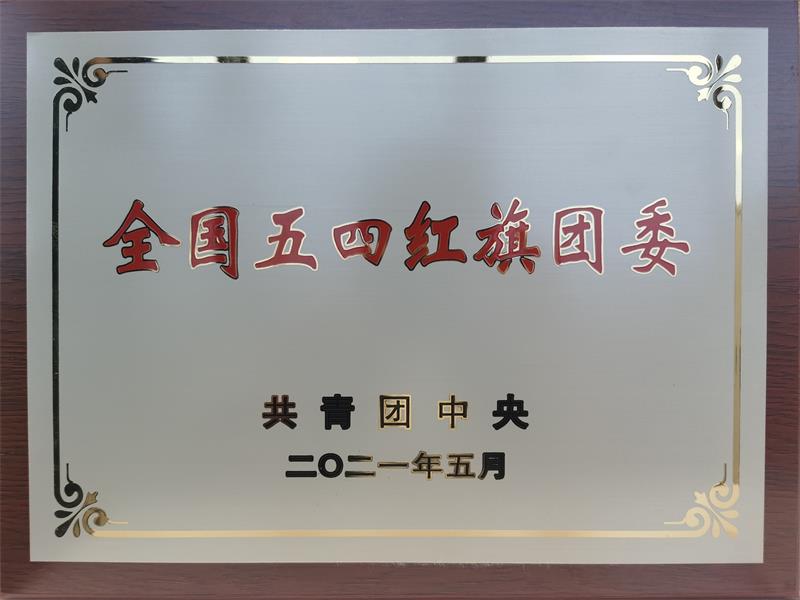 全国五四红旗团委
共青团中央
二〇二一年五月